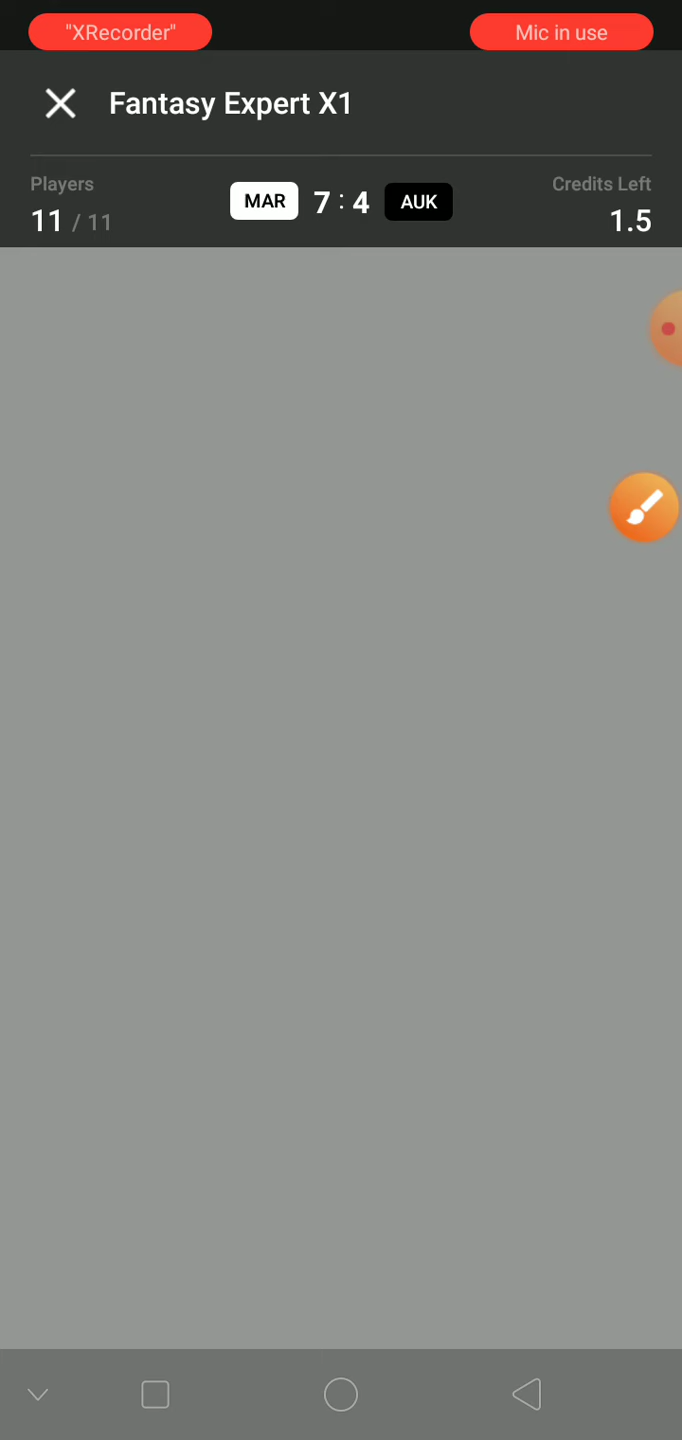 "XRecorder"
Mic in use
Fantasy Expert X1
Players
Credits Left
11 / 11
MAR 7 : 4 AUK
1.5